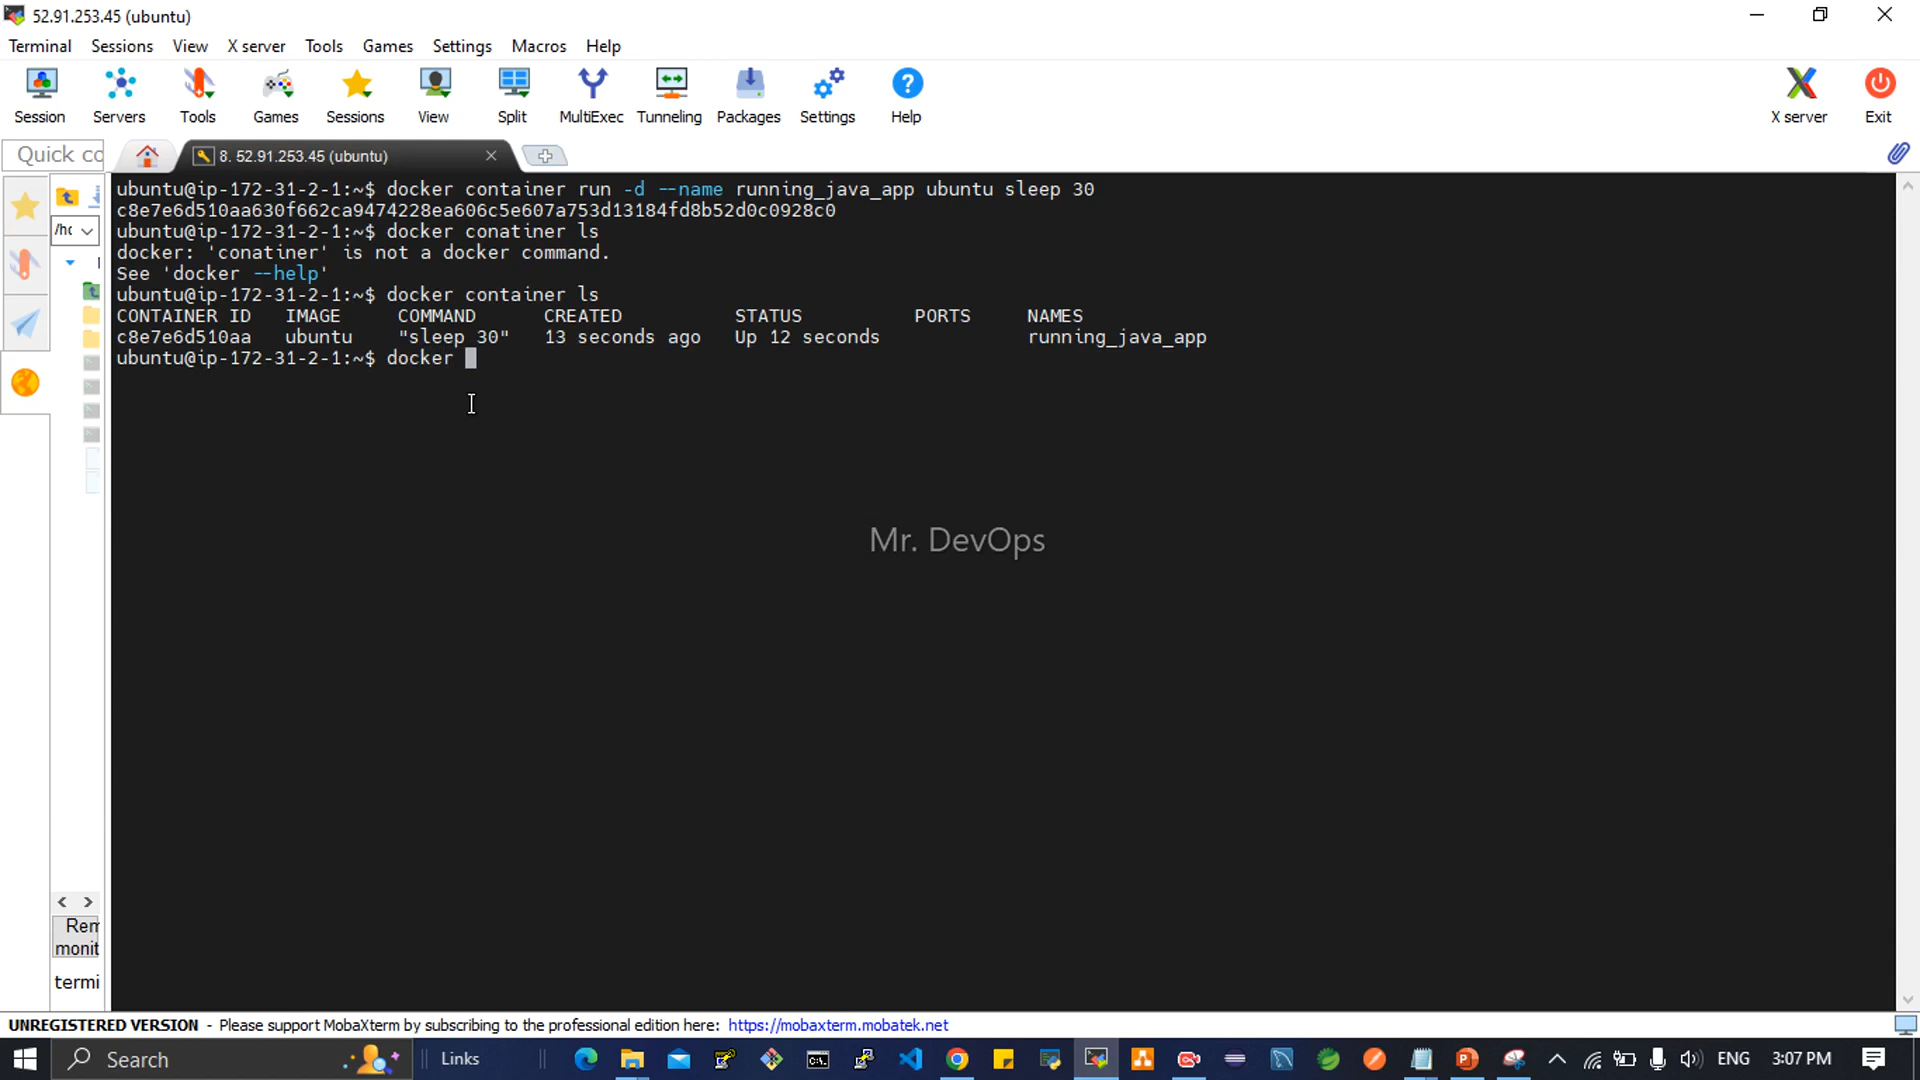 52.91.253.45 (ubuntu)
Terminal Sessions View X server Tools Games Settings Macros Help
Session Servers Tools Games Sessions View Split MultiExec Tunneling Packages Settings Help X server Exit
Quick co
8. 52.91.253.45 (ubuntu)
/hc
ubuntu@ip-172-31-2-1:~$ docker container run -d --name running_java_app ubuntu sleep 30
c8e7e6d510aa630f662ca9474228ea606c5e607a753d13184fd8b52d0c0928c0
ubuntu@ip-172-31-2-1:~$ docker conatiner ls
docker: 'conatiner' is not a docker command.
See 'docker --help'
ubuntu@ip-172-31-2-1:~$ docker container ls
CONTAINER ID IMAGE COMMAND CREATED STATUS PORTS NAMES
c8e7e6d510aa ubuntu "sleep 30" 13 seconds ago Up 12 seconds running_java_app
ubuntu@ip-172-31-2-1:~$ docker
Mr. DevOps
Rem
monit
termi
UNREGISTERED VERSION - Please support MobaXterm by subscribing to the professional edition here: https://mobaxterm.mobatek.net
Search Links ENG 3:07 PM